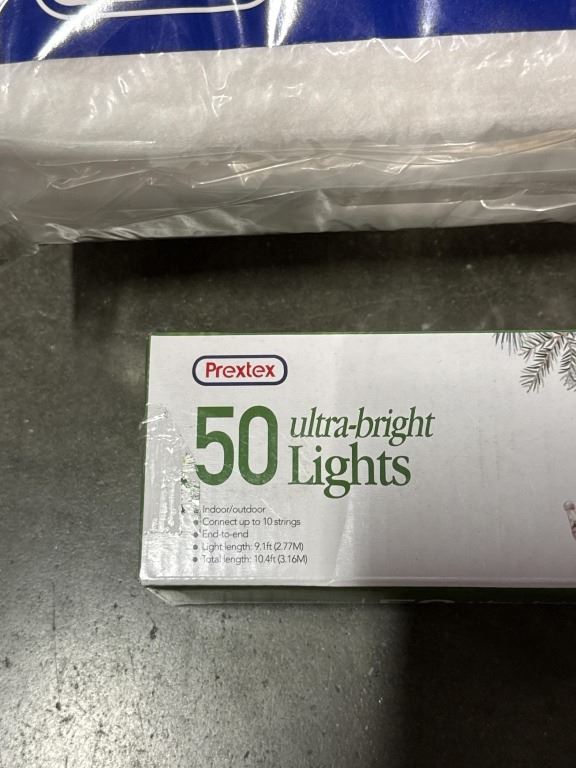 Prextex
50 ultra-bright
Lights
• Indoor/outdoor
• Connect up to 10 strings
• End-to-end
• Light length: 9.1ft (2.77M)
• Total length: 10.4ft (3.16M)